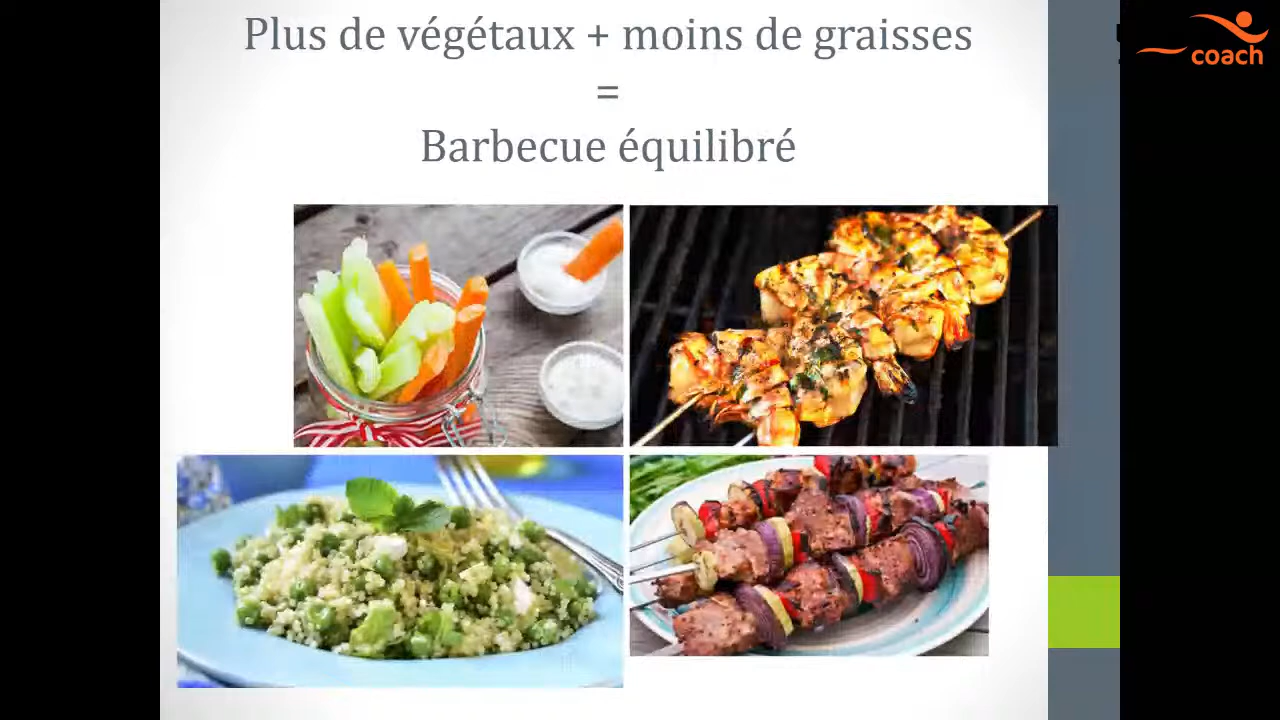 Plus de végétaux + moins de graisses
=
Barbecue équilibré
coach